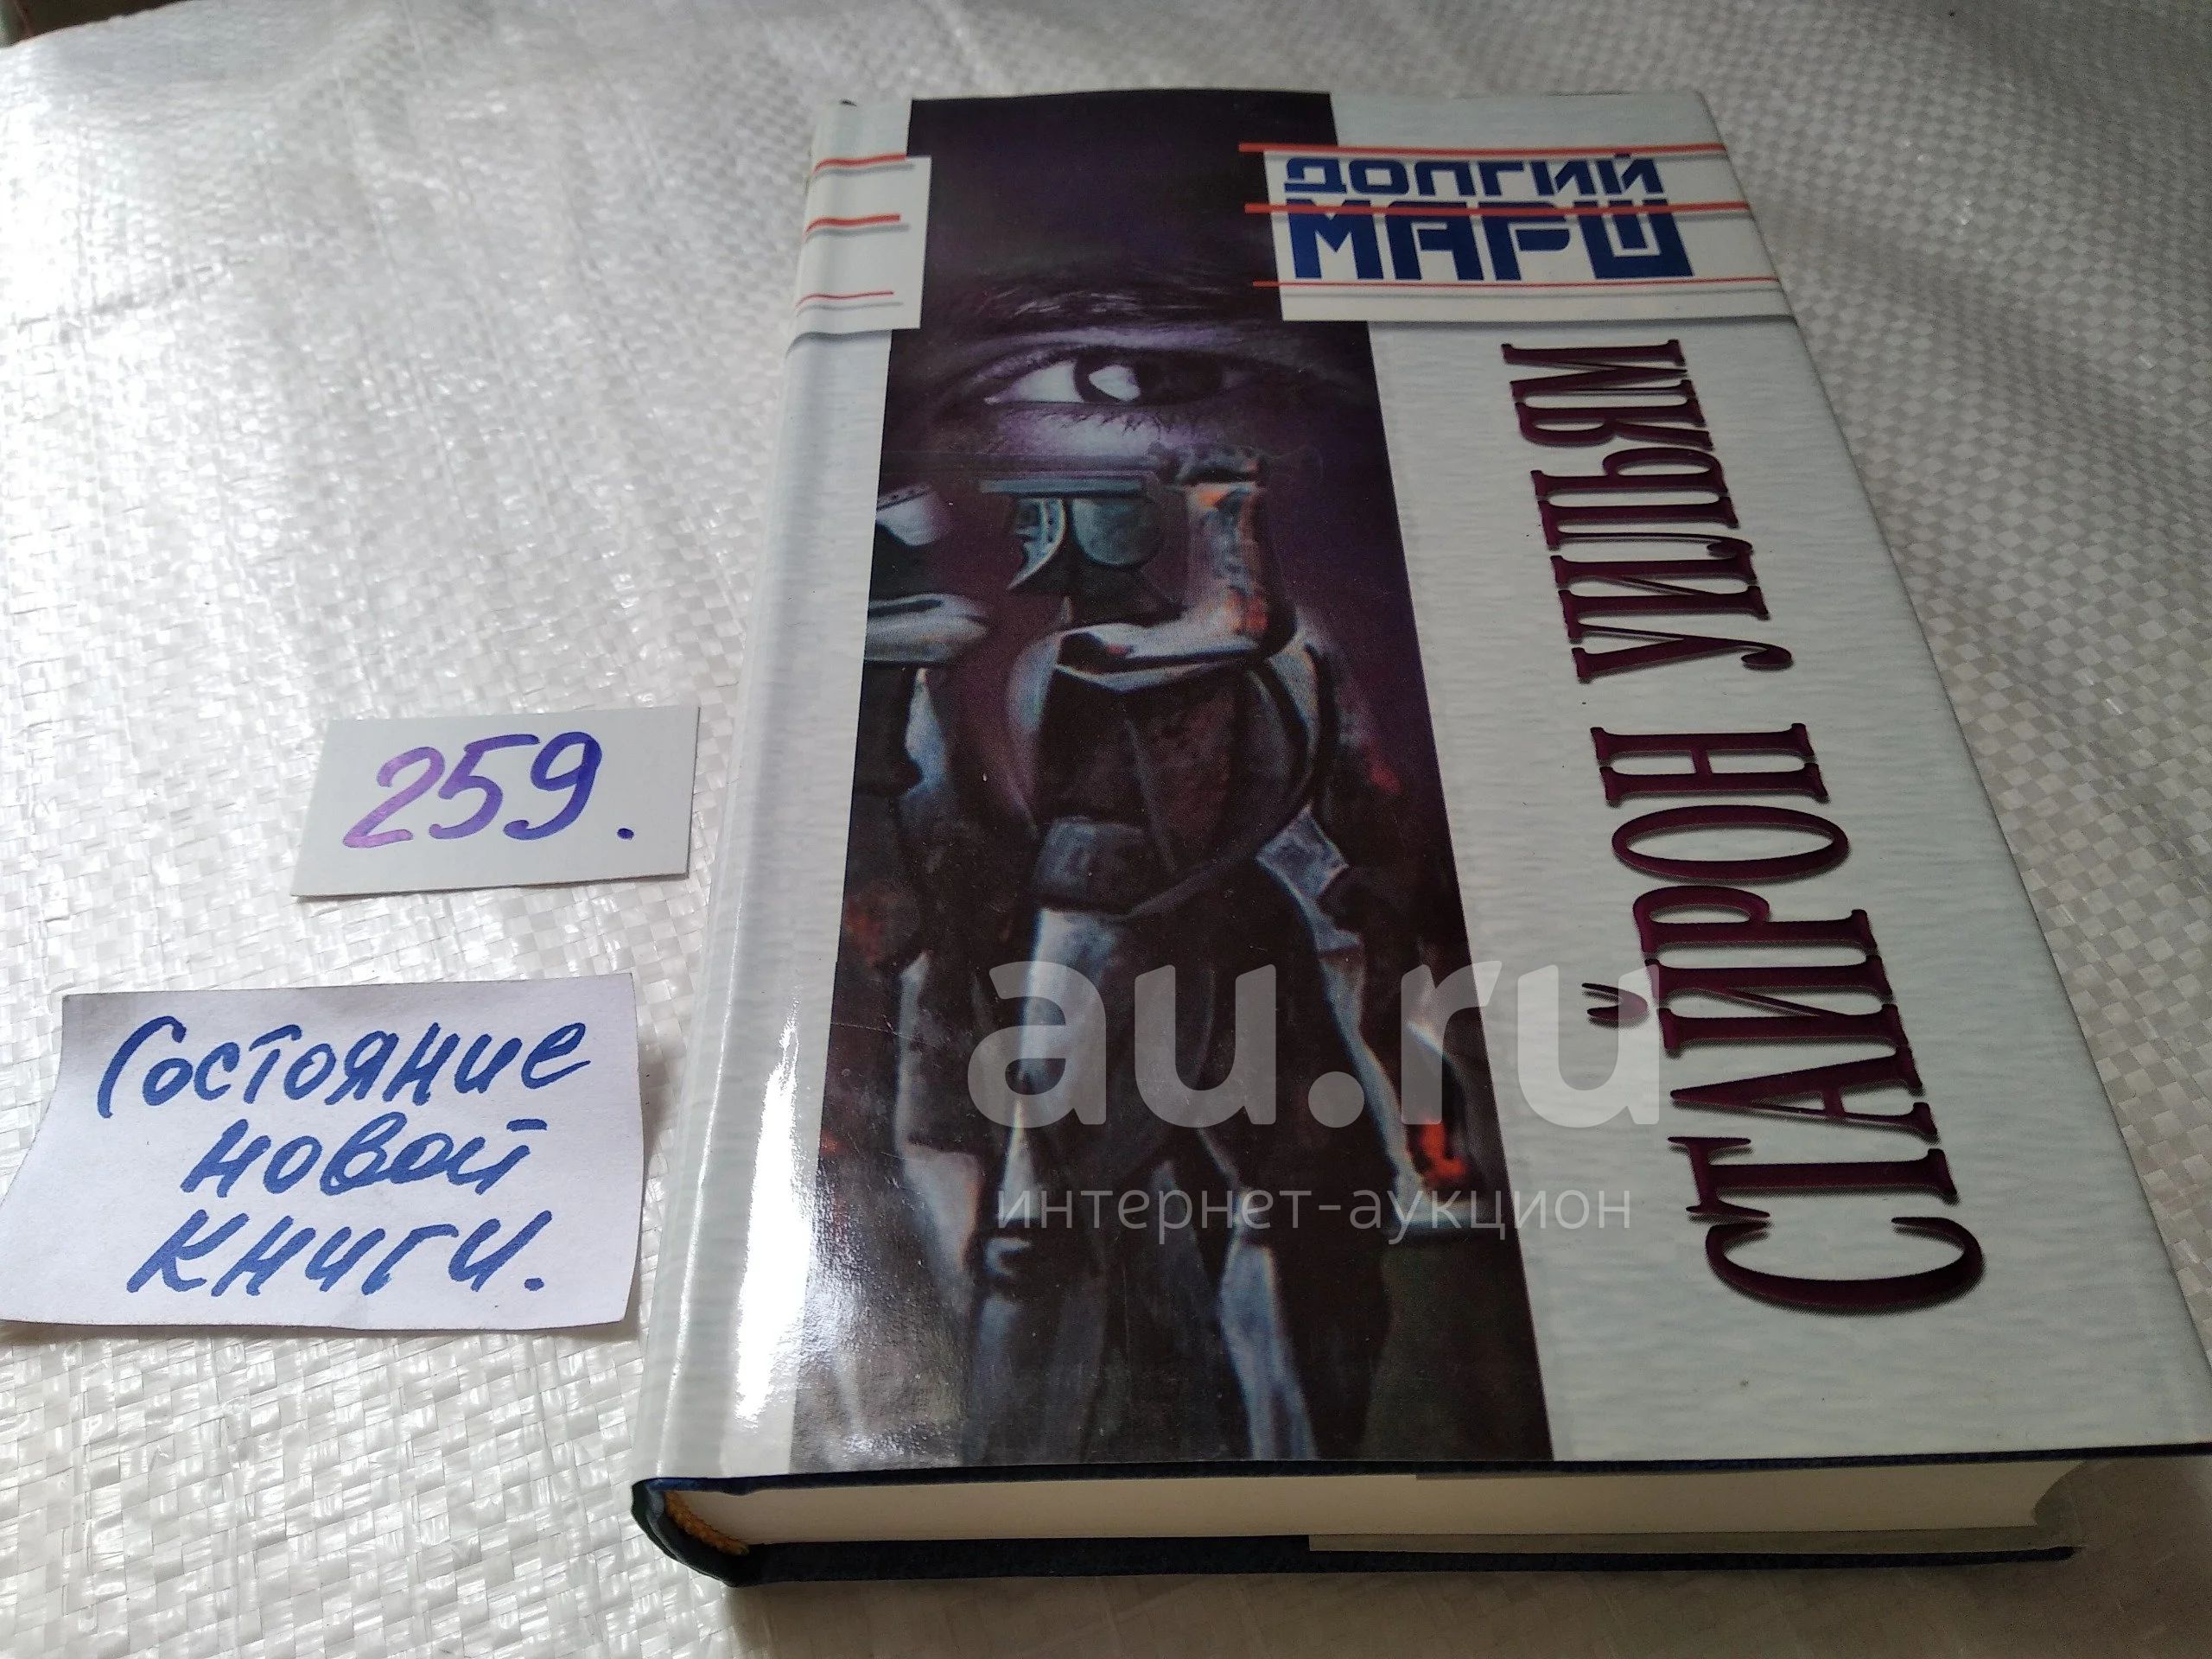 ДОЛГИЙ
МАРШ
СТАЙРОН УИЛЬЯМ
259.
Состояние
новой
книги.
au.ru
интернет-аукцион